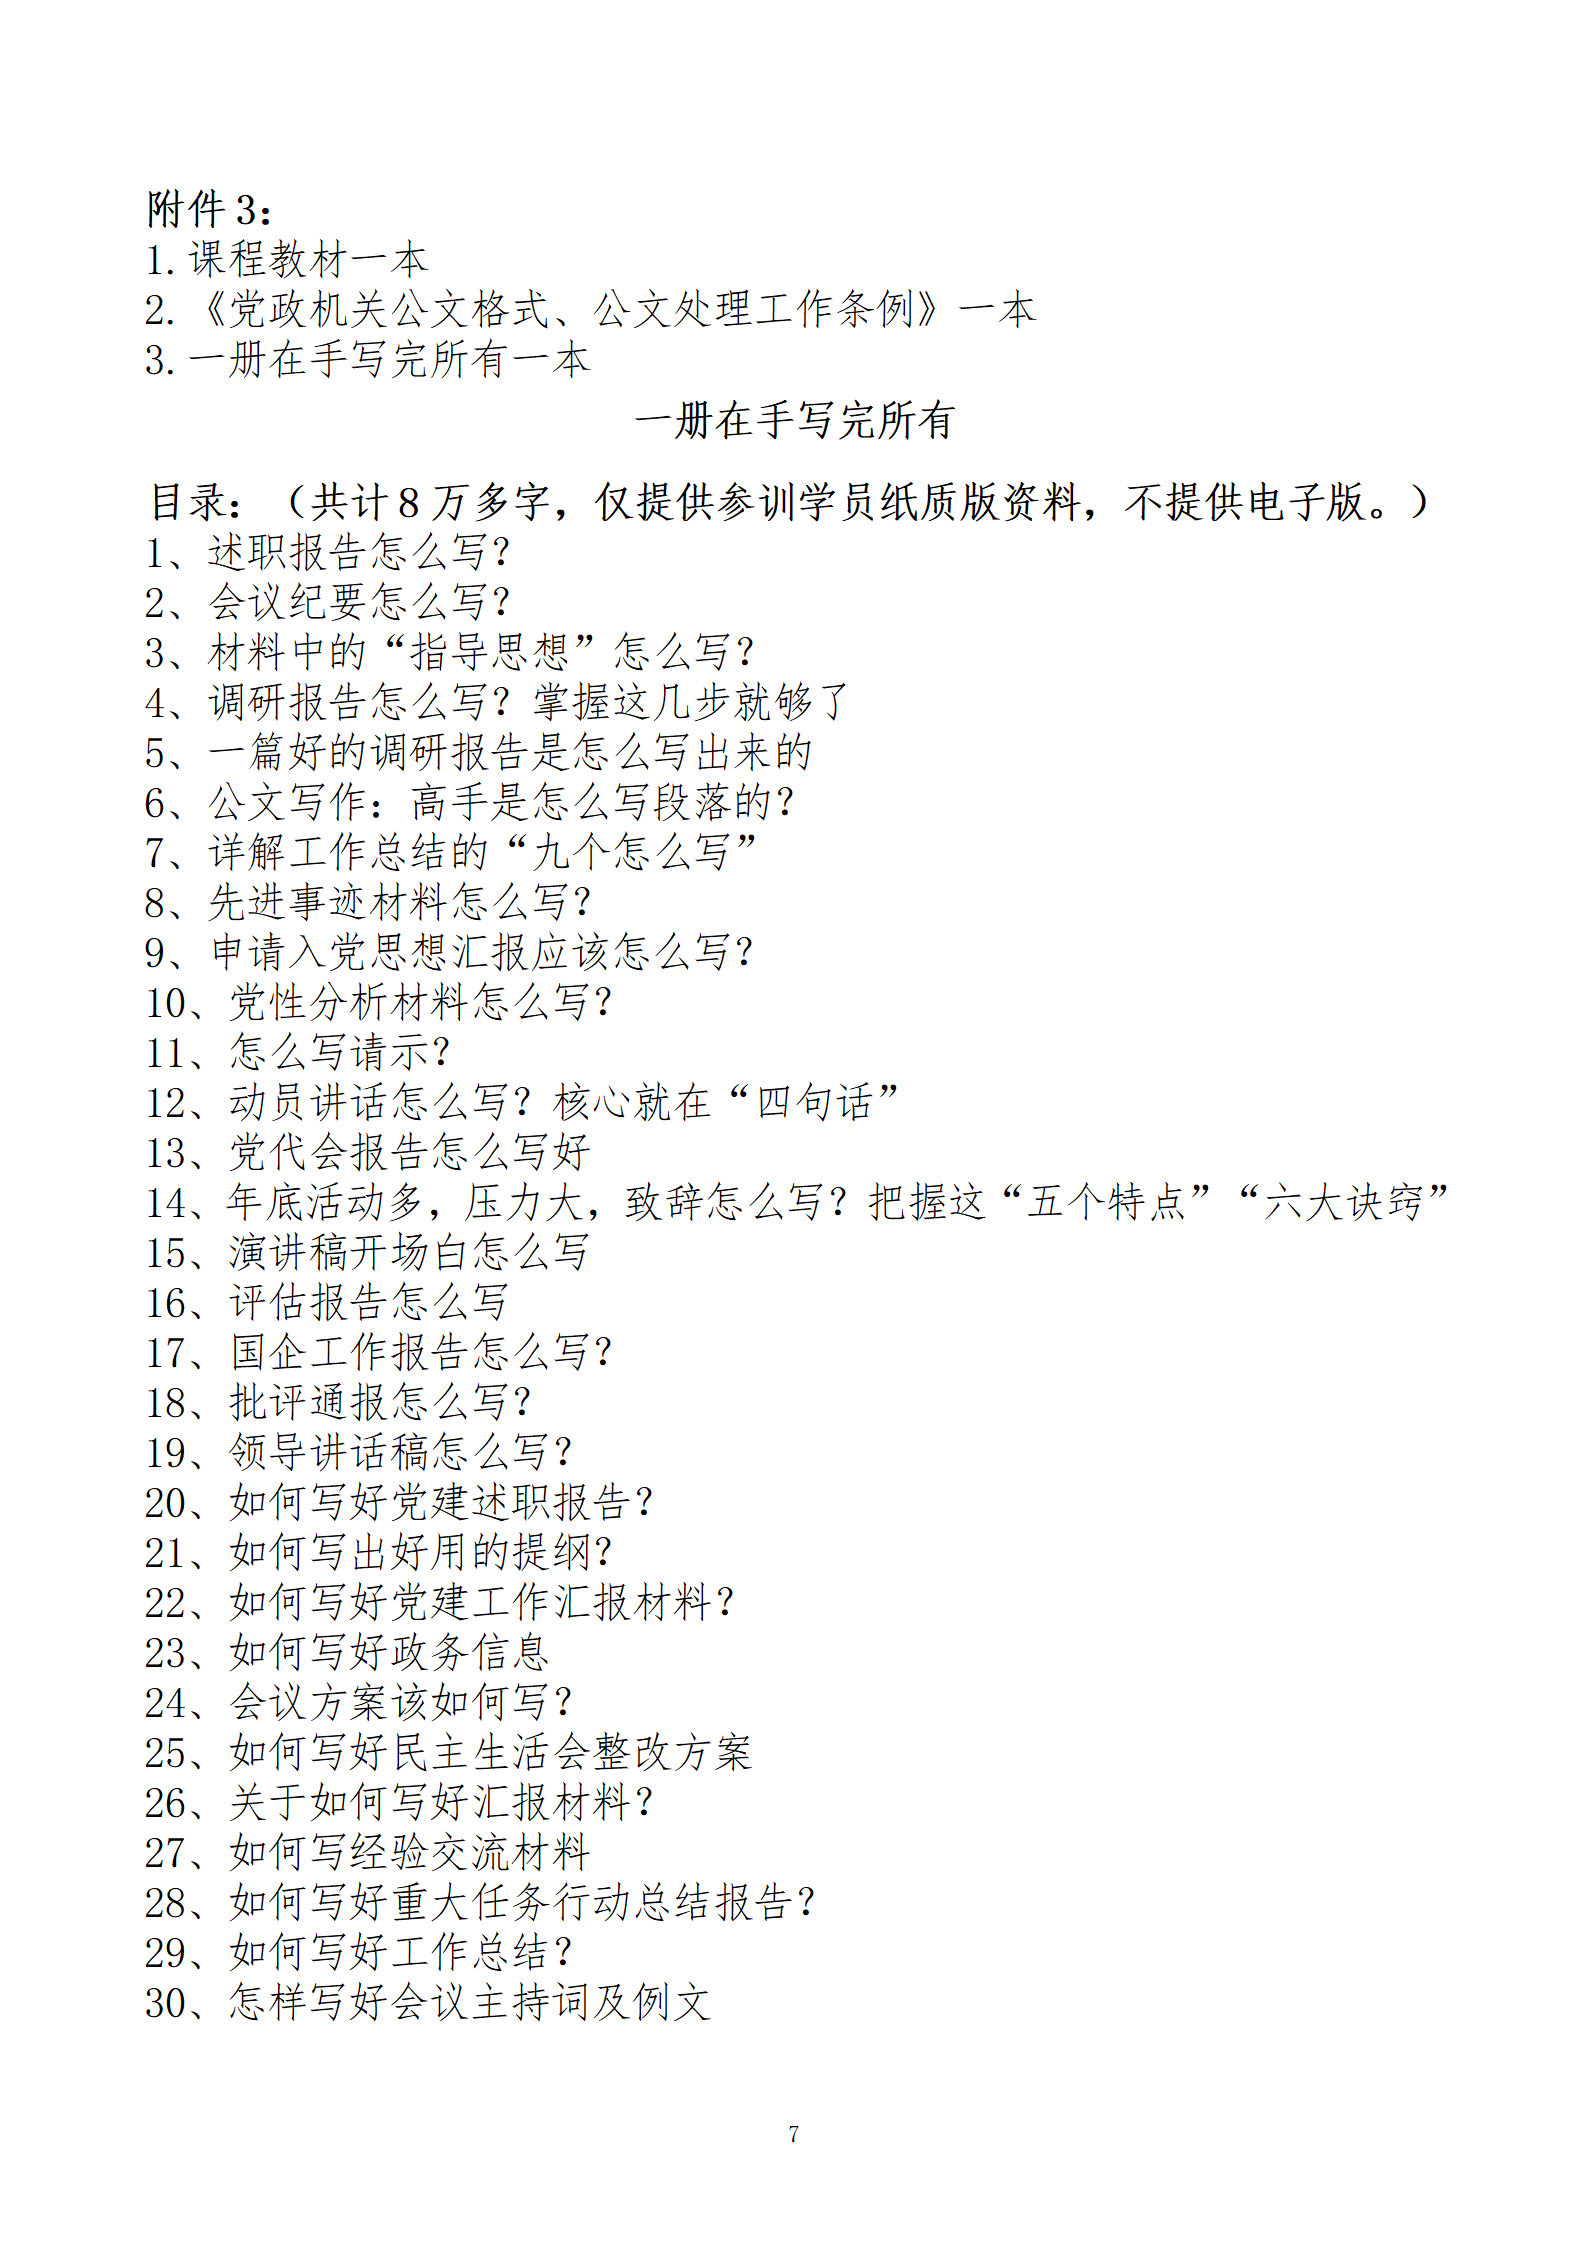 附件3：
1.课程教材一本
2.《党政机关公文格式、公文处理工作条例》一本
3.一册在手写完所有一本
一册在手写完所有
目录：（共计8万多字，仅提供参训学员纸质版资料，不提供电子版。）
1、述职报告怎么写？
2、会议纪要怎么写？
3、材料中的“指导思想”怎么写？
4、调研报告怎么写？掌握这几步就够了
5、一篇好的调研报告是怎么写出来的
6、公文写作：高手是怎么写段落的？
7、详解工作总结的“九个怎么写”
8、先进事迹材料怎么写？
9、申请入党思想汇报应该怎么写？
10、党性分析材料怎么写？
11、怎么写请示？
12、动员讲话怎么写？核心就在“四句话”
13、党代会报告怎么写好
14、年底活动多，压力大，致辞怎么写？把握这“五个特点”“六大诀窍”
15、演讲稿开场白怎么写
16、评估报告怎么写
17、国企工作报告怎么写？
18、批评通报怎么写？
19、领导讲话稿怎么写？
20、如何写好党建述职报告？
21、如何写出好用的提纲？
22、如何写好党建工作汇报材料？
23、如何写好政务信息
24、会议方案该如何写？
25、如何写好民主生活会整改方案
26、关于如何写好汇报材料？
27、如何写经验交流材料
28、如何写好重大任务行动总结报告？
29、如何写好工作总结？
30、怎样写好会议主持词及例文
7